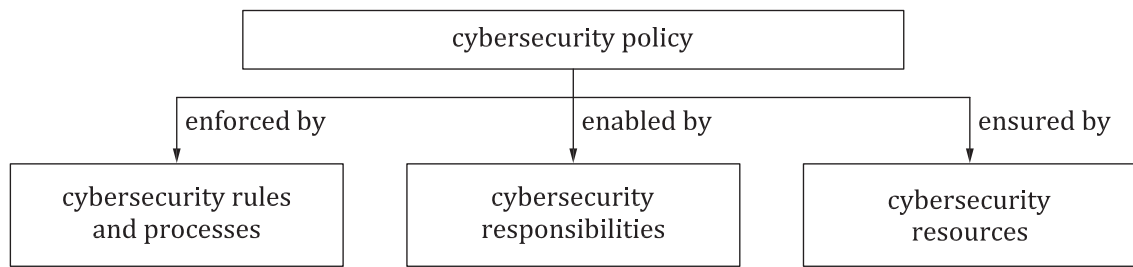 cybersecurity policy
enforced by
enabled by
ensured by
cybersecurity rules
and processes
cybersecurity
responsibilities
cybersecurity
resources